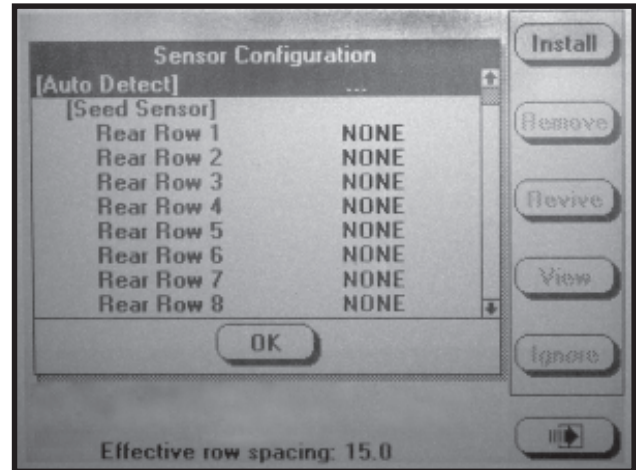 Sensor Configuration
[Auto Detect] ...
[Seed Sensor]
Rear Row 1 NONE
Rear Row 2 NONE
Rear Row 3 NONE
Rear Row 4 NONE
Rear Row 5 NONE
Rear Row 6 NONE
Rear Row 7 NONE
Rear Row 8 NONE
OK
Effective row spacing: 15.0
Install
Remove
Revive
View
Ignore